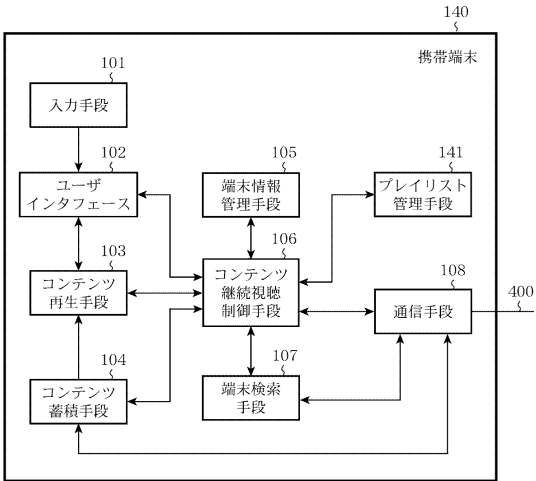 140
携帯端末
101
入力手段
102
ユーザ
インタフェース
105
端末情報
管理手段
141
プレイリスト
管理手段
103
コンテンツ
再生手段
106
コンテンツ
継続視聴
制御手段
108
通信手段
400
104
コンテンツ
蓄積手段
107
端末検索
手段